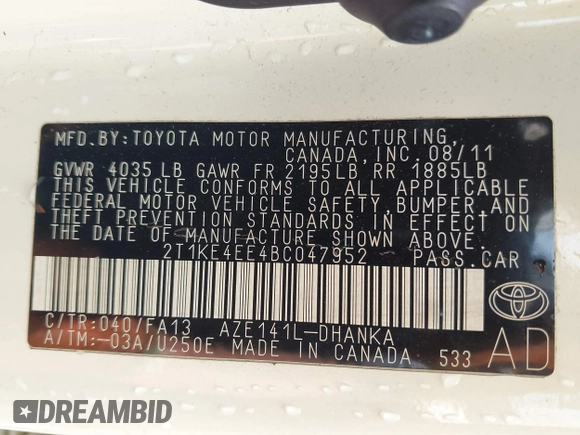 MFD.BY:TOYOTA MOTOR MANUFACTURING,
CANADA, INC. 08/11
GVWR 4035 LB GAWR FR 2195LB RR 1885LB
THIS VEHICLE CONFORMS TO ALL APPLICABLE
FEDERAL MOTOR VEHICLE SAFETY, BUMPER, AND
THEFT PREVENTION STANDARDS IN EFFECT ON
THE DATE OF MANUFACTURE SHOWN ABOVE.
2T1KE4EE4BC047952 PASS.CAR
C/TR:040/FA13 AZE141L-DHANKA
A/TM:-03A/U250E MADE IN CANADA 533
AD
DREAMBID